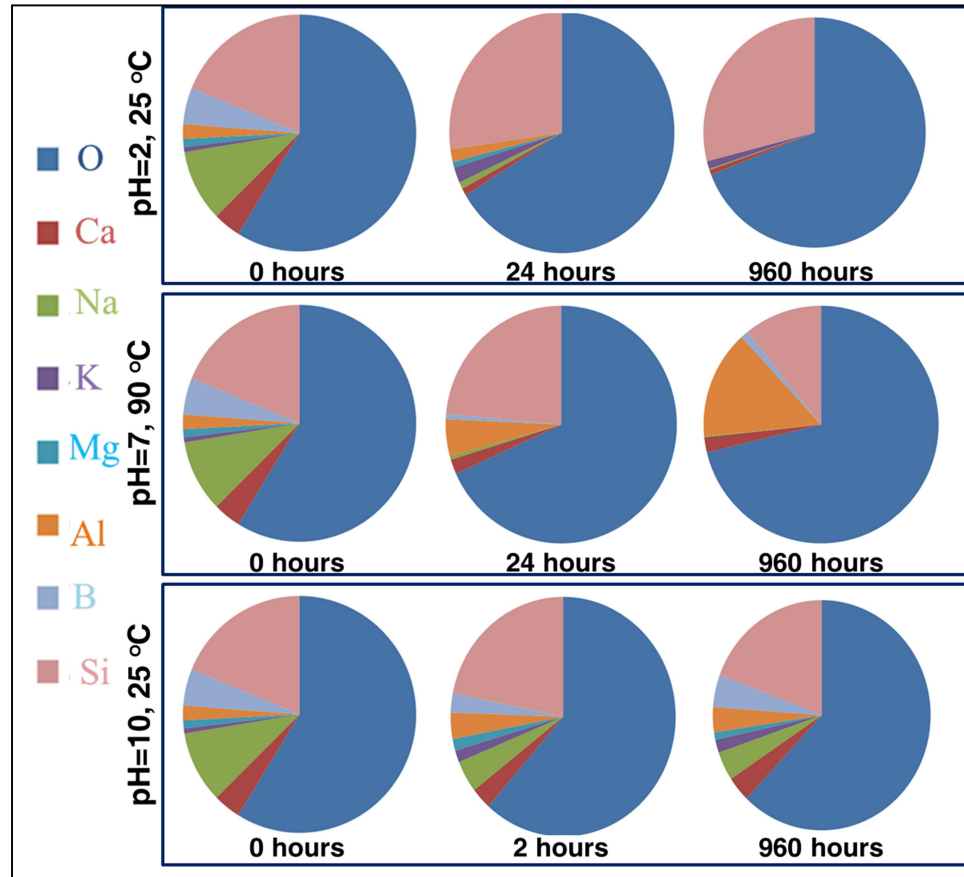 O
Ca
Na
K
Mg
Al
B
Si
pH=2, 25 °C
0 hours
24 hours
960 hours
pH=7, 90 °C
0 hours
24 hours
960 hours
pH=10, 25 °C
0 hours
2 hours
960 hours